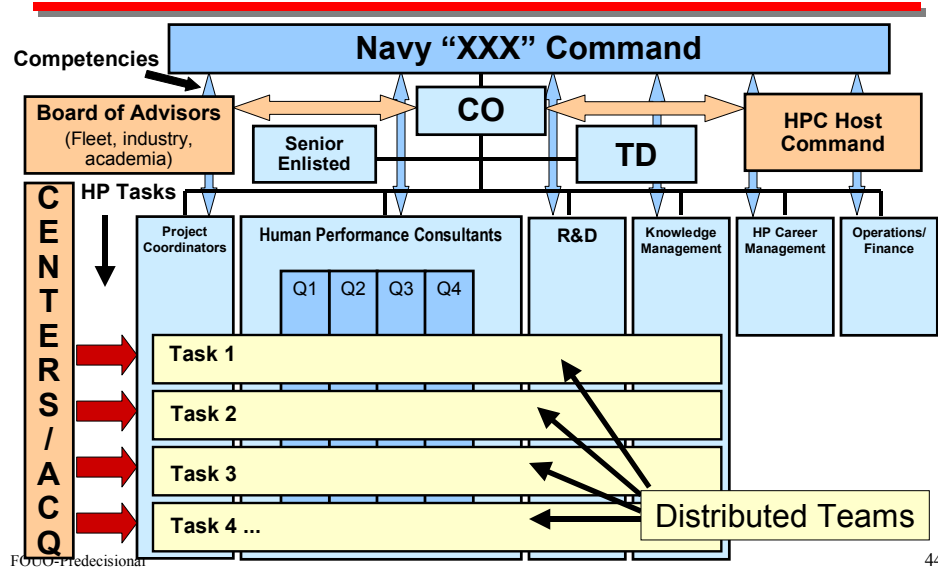 Navy “XXX” Command
Competencies
Board of Advisors
(Fleet, industry,
academia)
CO
HPC Host
Command
Senior
Enlisted
TD
HP Tasks
CENTERS/ACQ
Project
Coordinators
Human Performance Consultants
R&D
Knowledge
Management
HP Career
Management
Operations/
Finance
Q1 Q2 Q3 Q4
Task 1
Task 2
Task 3
Task 4 ...
Distributed Teams
FOUO-Predecisional
44